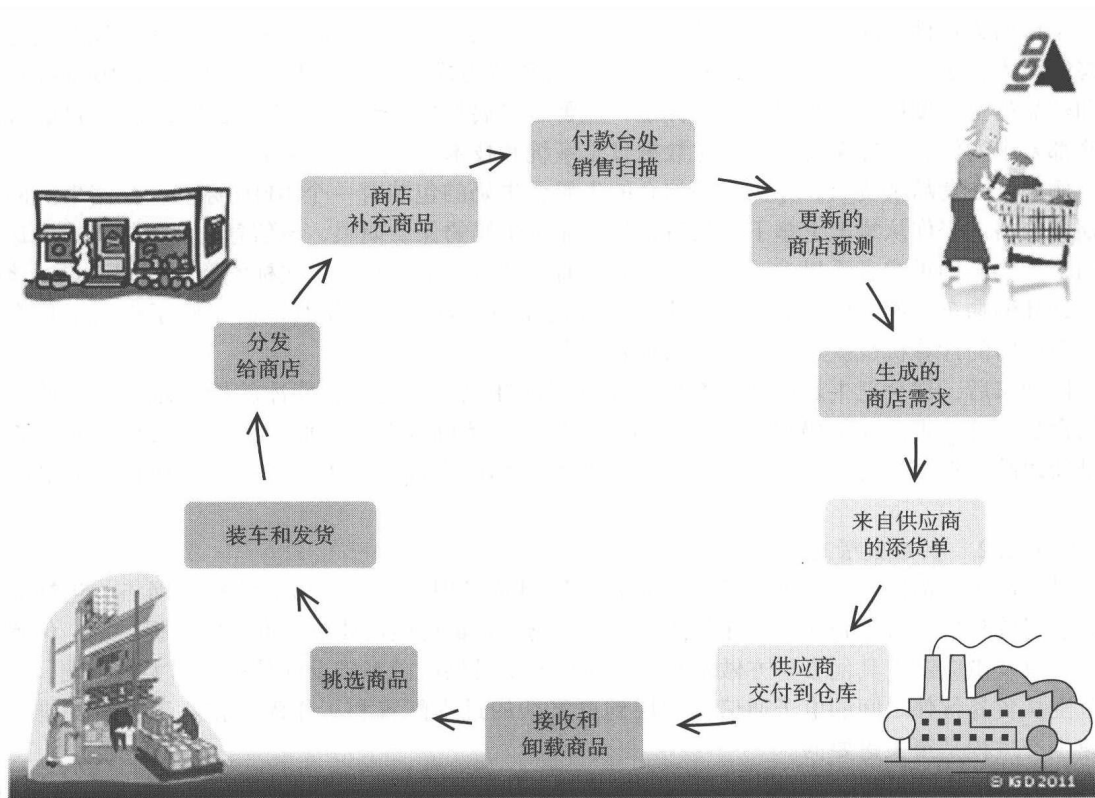 IGD
付款台处
销售扫描
更新的
商店预测
生成的
商店需求
来自供应商
的添货单
供应商
交付到仓库
接收和
卸载商品
挑选商品
装车和发货
分发
给商店
商店
补充商品
© IGD 2011